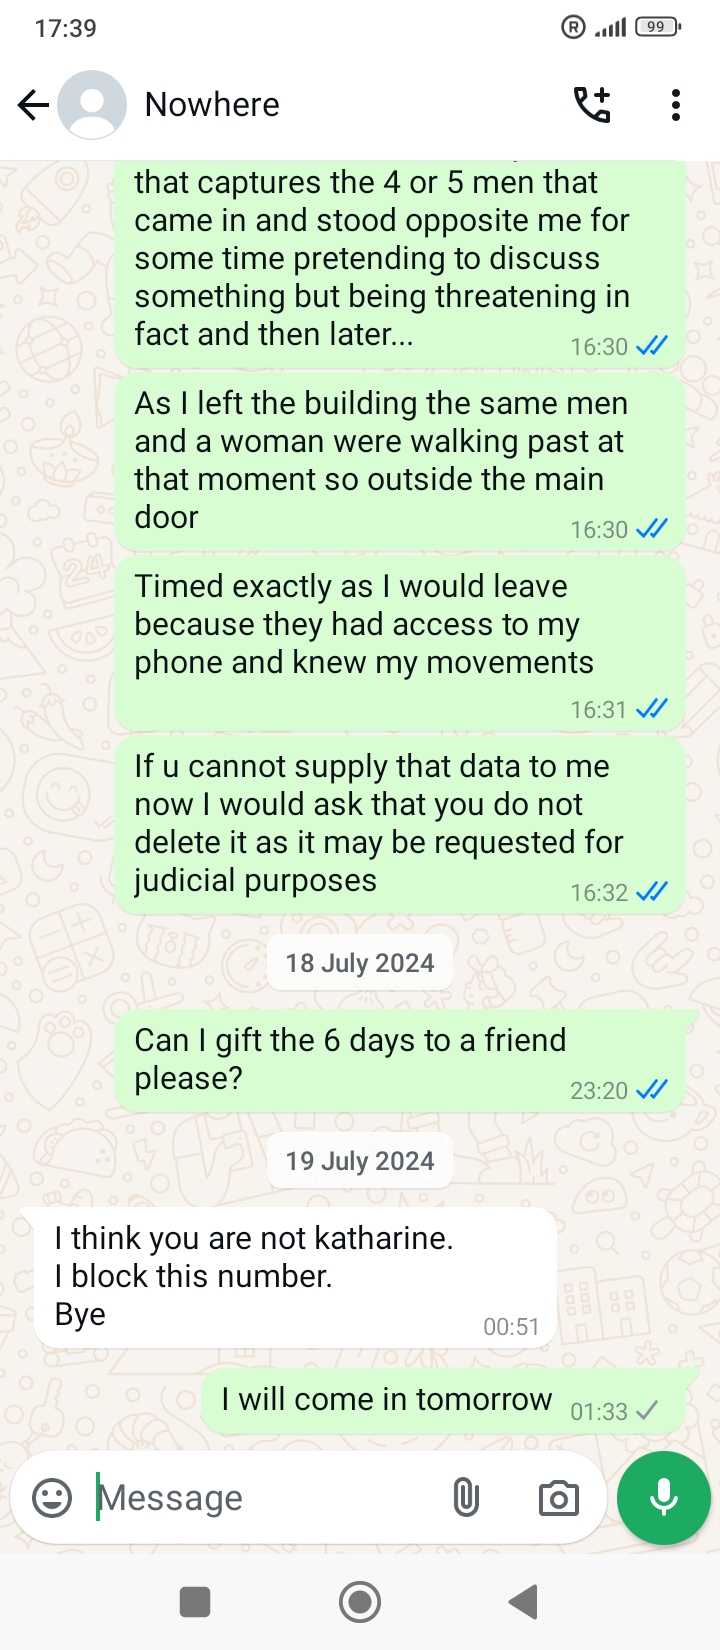 17:39
R
99
Nowhere
that captures the 4 or 5 men that
came in and stood opposite me for
some time pretending to discuss
something but being threatening in
fact and then later...
16:30
As I left the building the same men
and a woman were walking past at
that moment so outside the main
door
16:30
Timed exactly as I would leave
because they had access to my
phone and knew my movements
16:31
If u cannot supply that data to me
now I would ask that you do not
delete it as it may be requested for
judicial purposes
16:32
18 July 2024
Can I gift the 6 days to a friend
please?
23:20
19 July 2024
I think you are not katharine.
I block this number.
Bye
00:51
I will come in tomorrow
01:33
Message